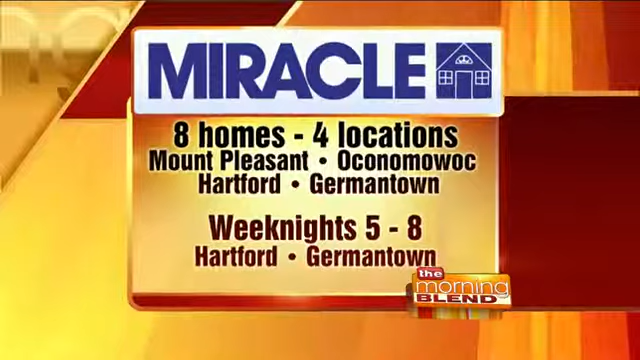 MIRACLE
8 homes - 4 locations
Mount Pleasant • Oconomowoc
Hartford • Germantown
Weeknights 5 - 8
Hartford • Germantown
the
morning
BLEND